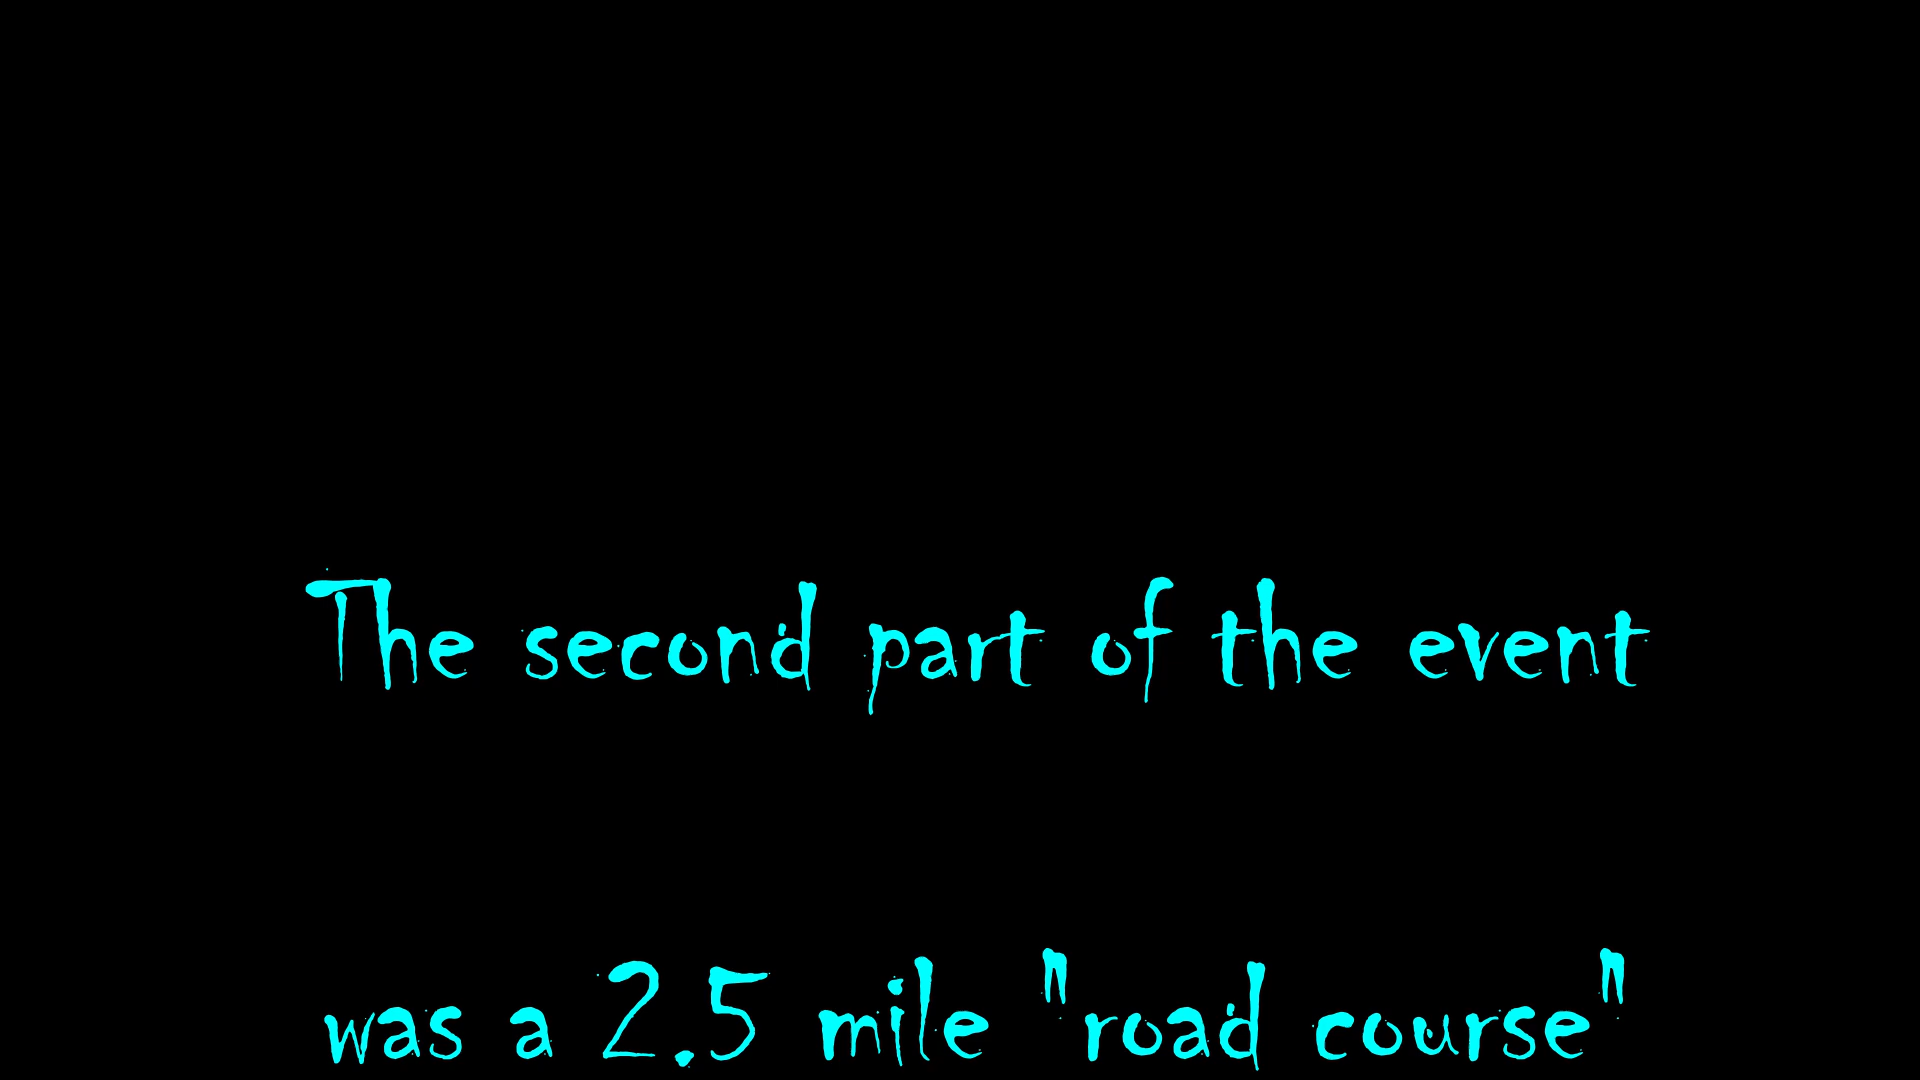 The second part of the event
was a 2.5 mile "road course"